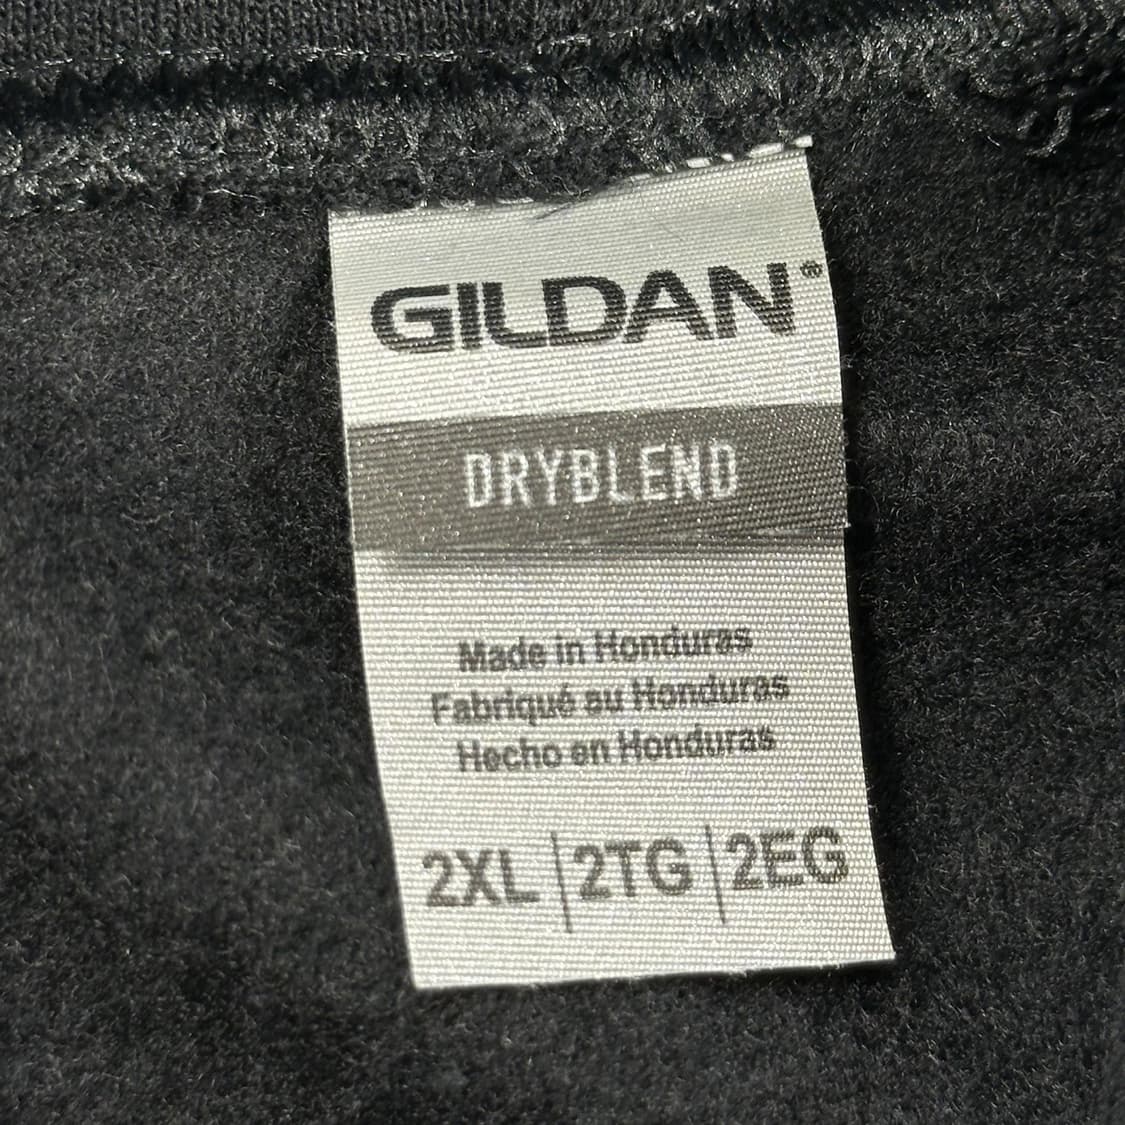 GILDAN®
DRYBLEND
Made in Honduras
Fabriqué au Honduras
Hecho en Honduras
2XL | 2TG | 2EG